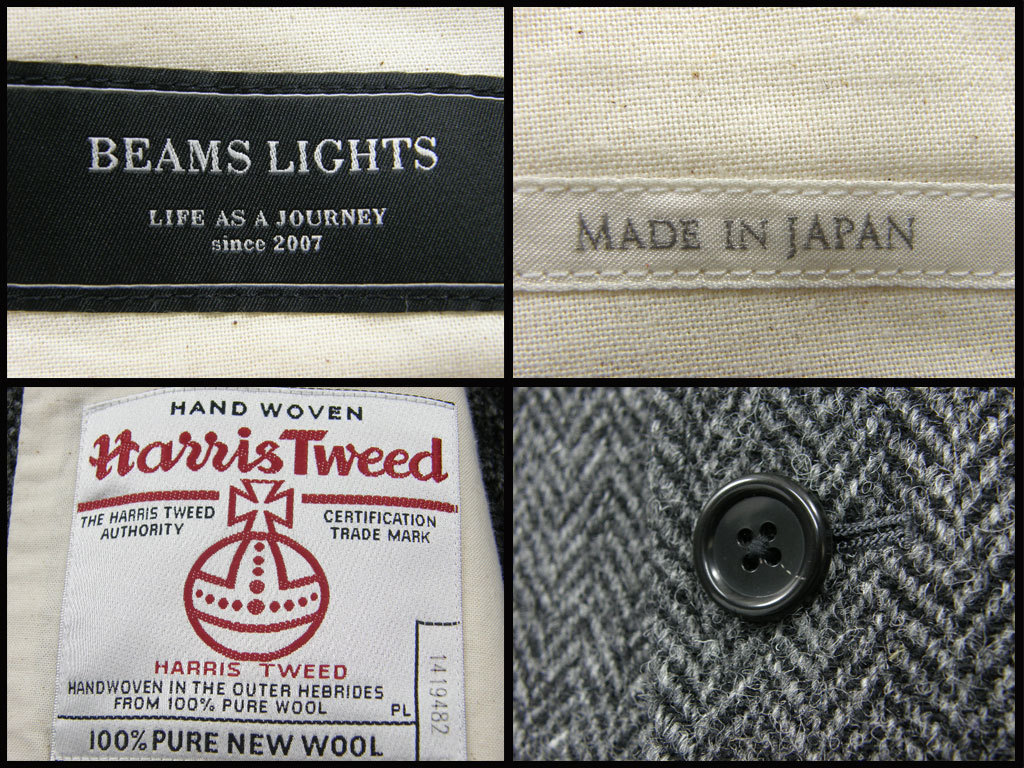 BEAMS LIGHTS
LIFE AS A JOURNEY
since 2007
MADE IN JAPAN
HAND WOVEN
Harris Tweed
THE HARRIS TWEED
AUTHORITY
CERTIFICATION
TRADE MARK
HARRIS TWEED
HANDWOVEN IN THE OUTER HEBRIDES
FROM 100% PURE WOOL
PL
1419482
100% PURE NEW WOOL